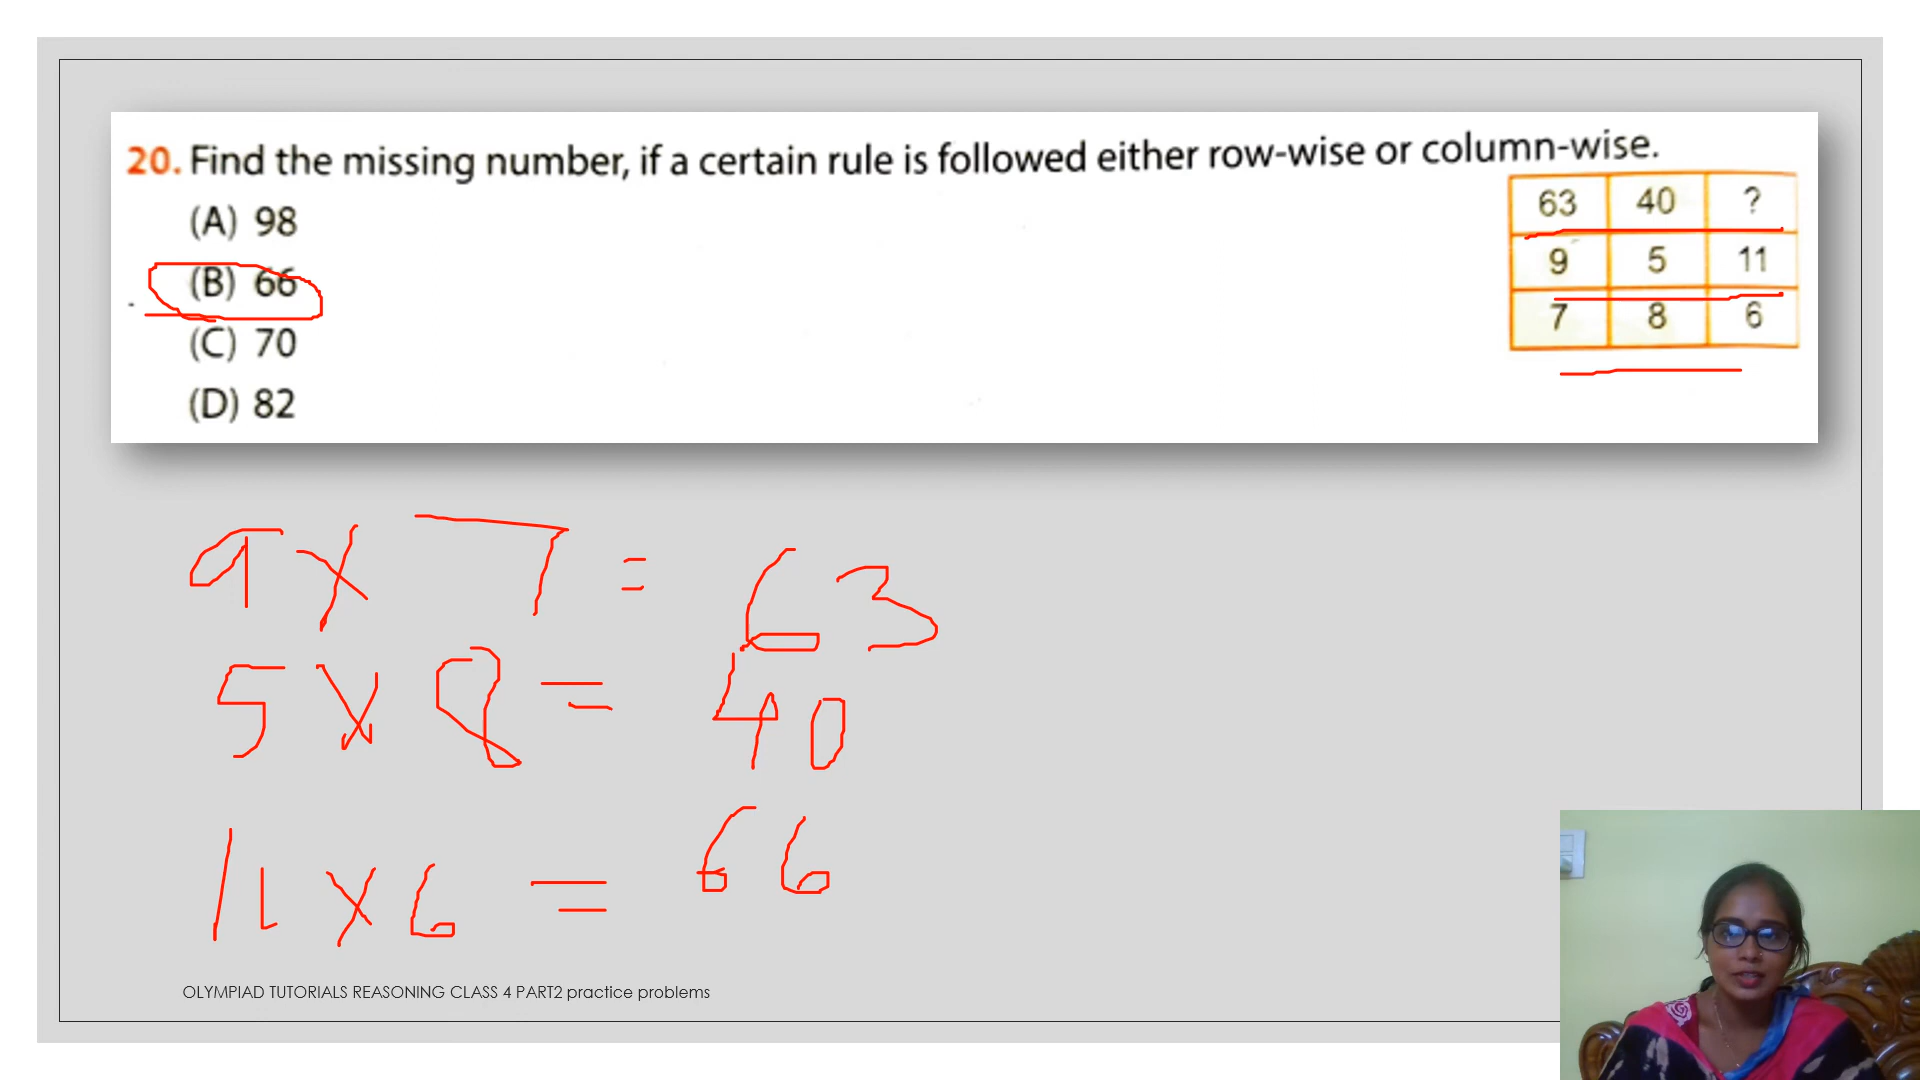 20. Find the missing number, if a certain rule is followed either row-wise or column-wise.
(A) 98
(B) 66
(C) 70
(D) 82
63 40 ?
9 5 11
7 8 6
9 x 7 = 63
5 x 8 = 40
11 x 6 = 66
OLYMPIAD TUTORIALS REASONING CLASS 4 PART2 practice problems